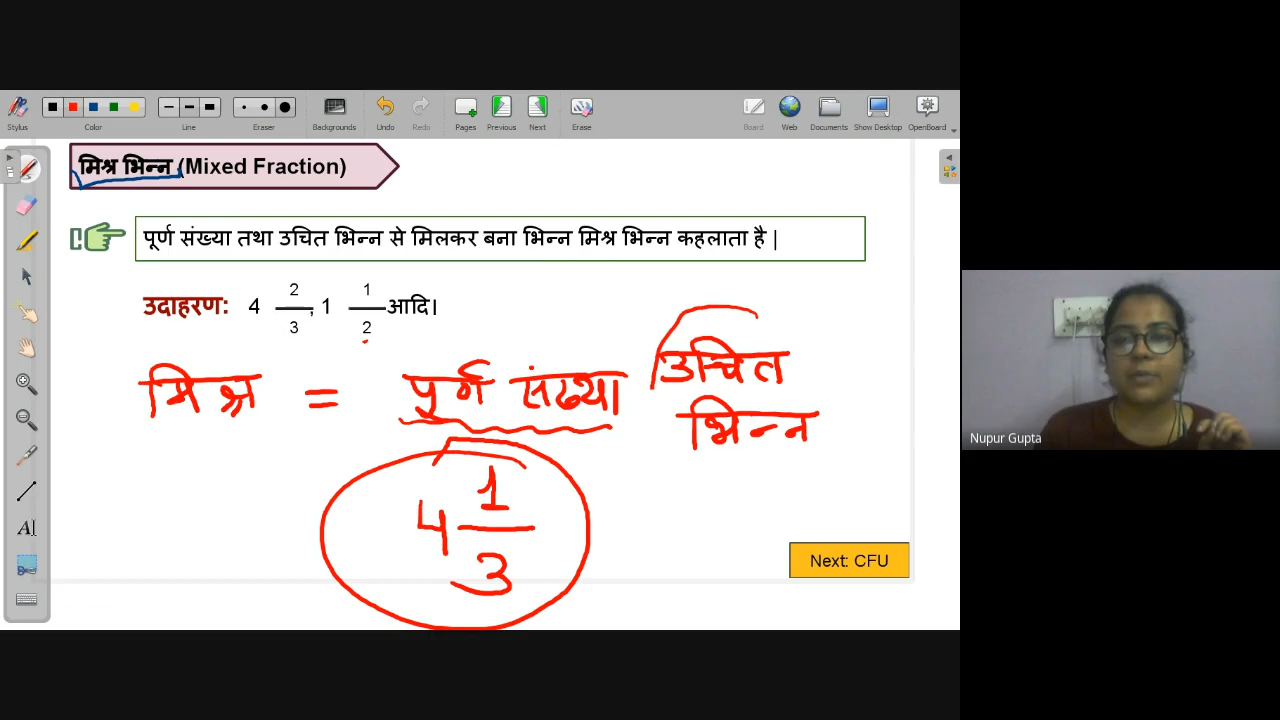 Stylus Color Line Eraser Backgrounds Undo Redo Pages Previous Next Erase Board Web Documents Show Desktop OpenBoard
मिश्र भिन्न (Mixed Fraction)
पूर्ण संख्या तथा उचित भिन्न से मिलकर बना भिन्न मिश्र भिन्न कहलाता है |
उदाहरण: 4 2/3, 1 1/2 आदि।
मिश्र = पूर्ण संख्या उचित
भिन्न
4 1/3
Next: CFU
Nupur Gupta